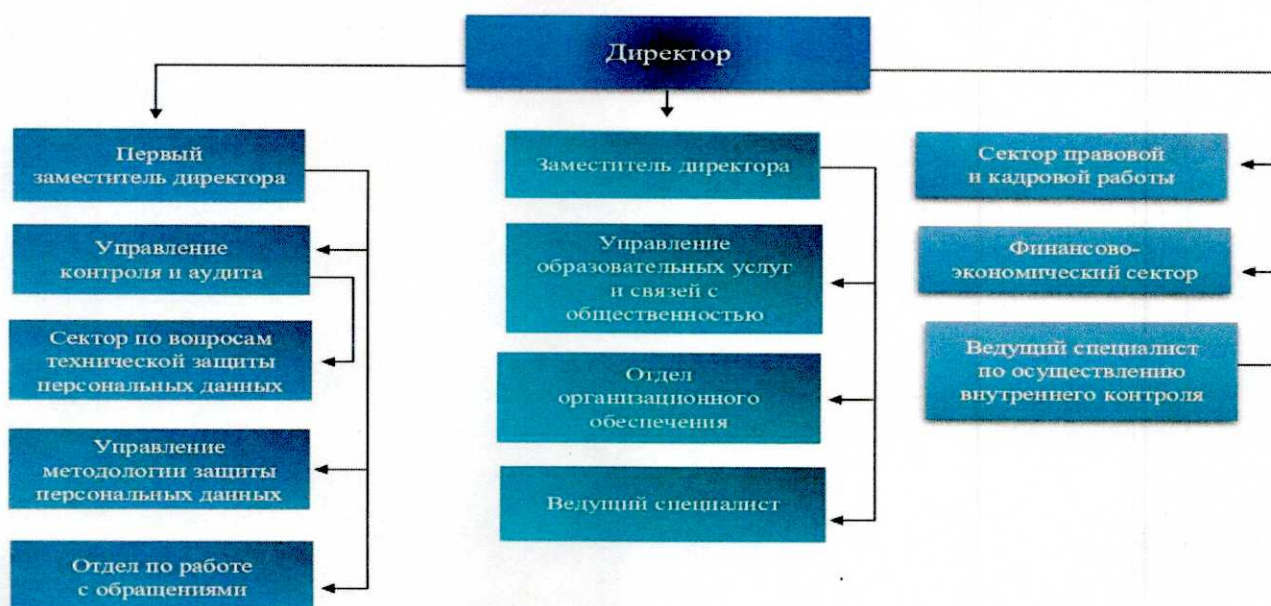 Директор
Первый
заместитель директора
Управление
контроля и аудита
Сектор по вопросам
технической защиты
персональных данных
Управление
методологии защиты
персональных данных
Отдел по работе
с обращениями
Заместитель директора
Управление
образовательных услуг
и связей с
общественностью
Отдел
организационного
обеспечения
Ведущий специалист
Сектор правовой
и кадровой работы
Финансово-
экономический сектор
Ведущий специалист
по осуществлению
внутреннего контроля